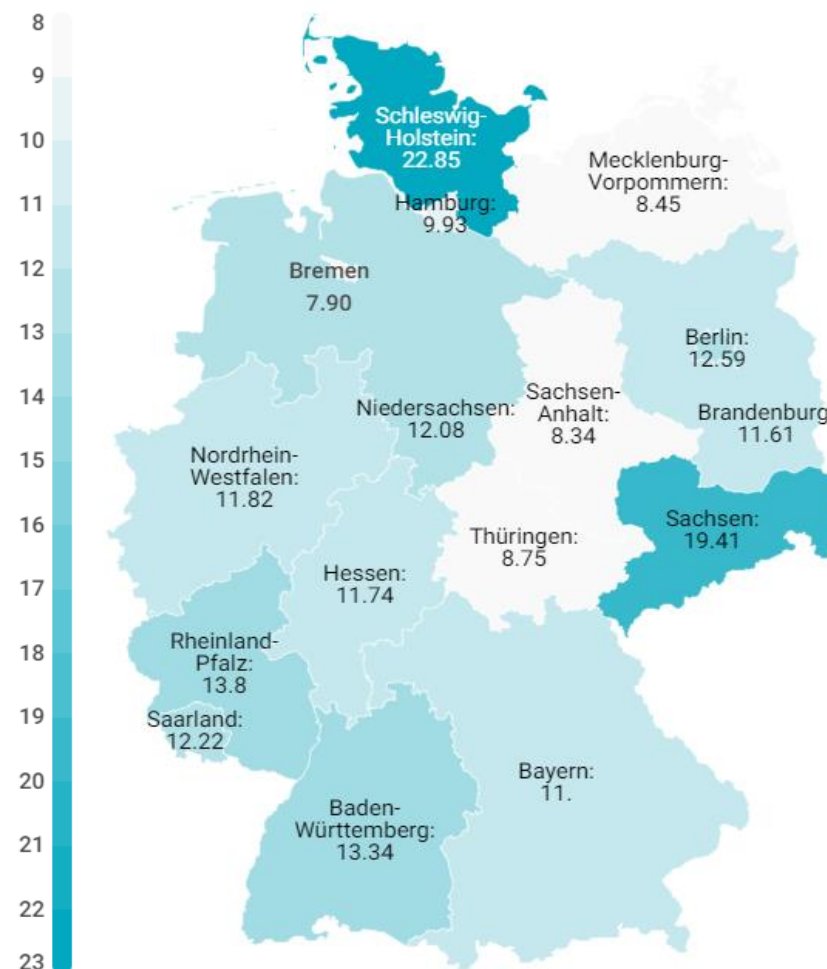 8
9
10
11
12
13
14
15
16
17
18
19
20
21
22
23
Schleswig-
Holstein:
22.85
Mecklenburg-
Vorpommern:
8.45
Hamburg:
9.93
Bremen
7.90
Berlin:
12.59
Niedersachsen:
12.08
Sachsen-
Anhalt:
8.34
Brandenburg
11.61
Nordrhein-
Westfalen:
11.82
Sachsen:
19.41
Thüringen:
8.75
Hessen:
11.74
Rheinland-
Pfalz:
13.8
Saarland:
12.22
Bayern:
11.
Baden-
Württemberg:
13.34